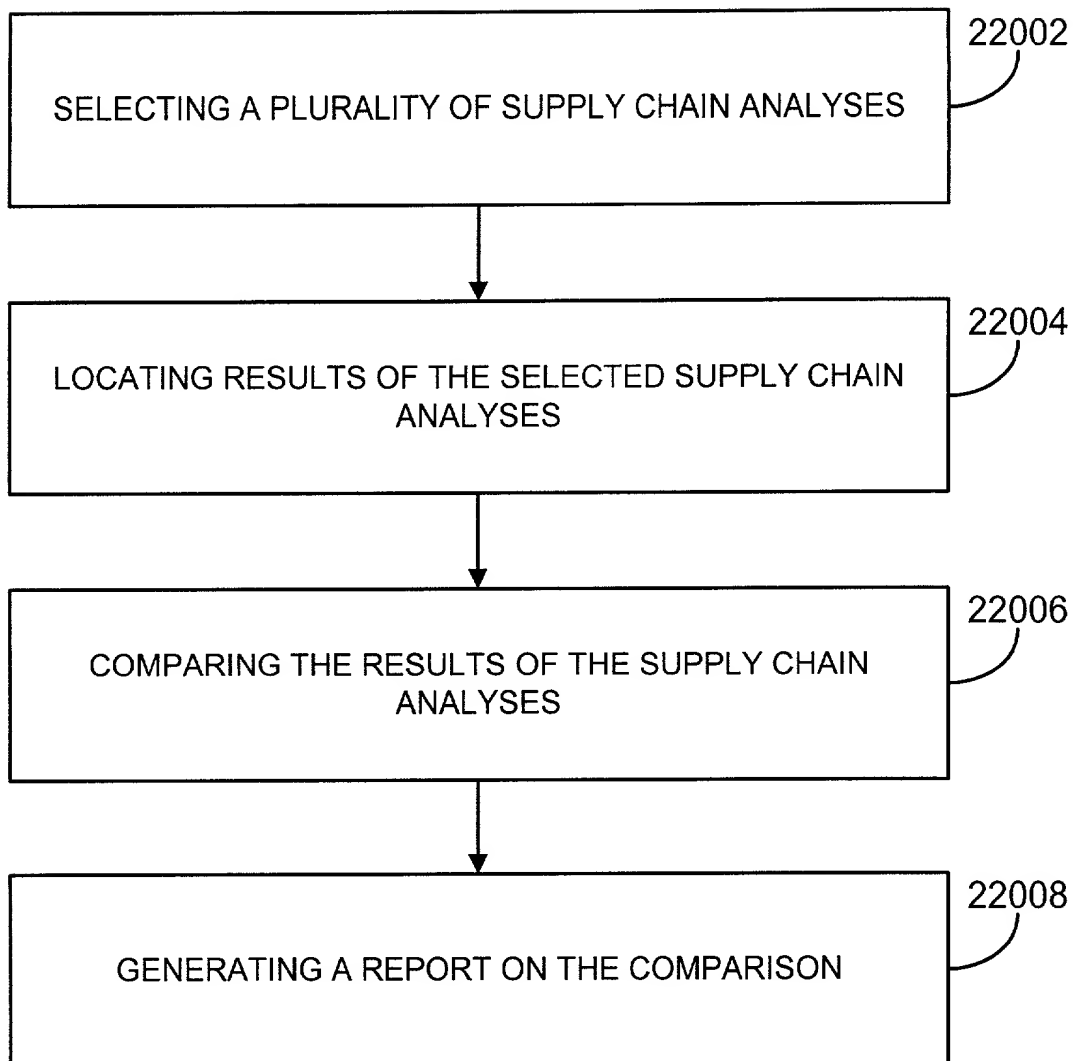 22002
SELECTING A PLURALITY OF SUPPLY CHAIN ANALYSES
22004
LOCATING RESULTS OF THE SELECTED SUPPLY CHAIN
ANALYSES
22006
COMPARING THE RESULTS OF THE SUPPLY CHAIN
ANALYSES
22008
GENERATING A REPORT ON THE COMPARISON